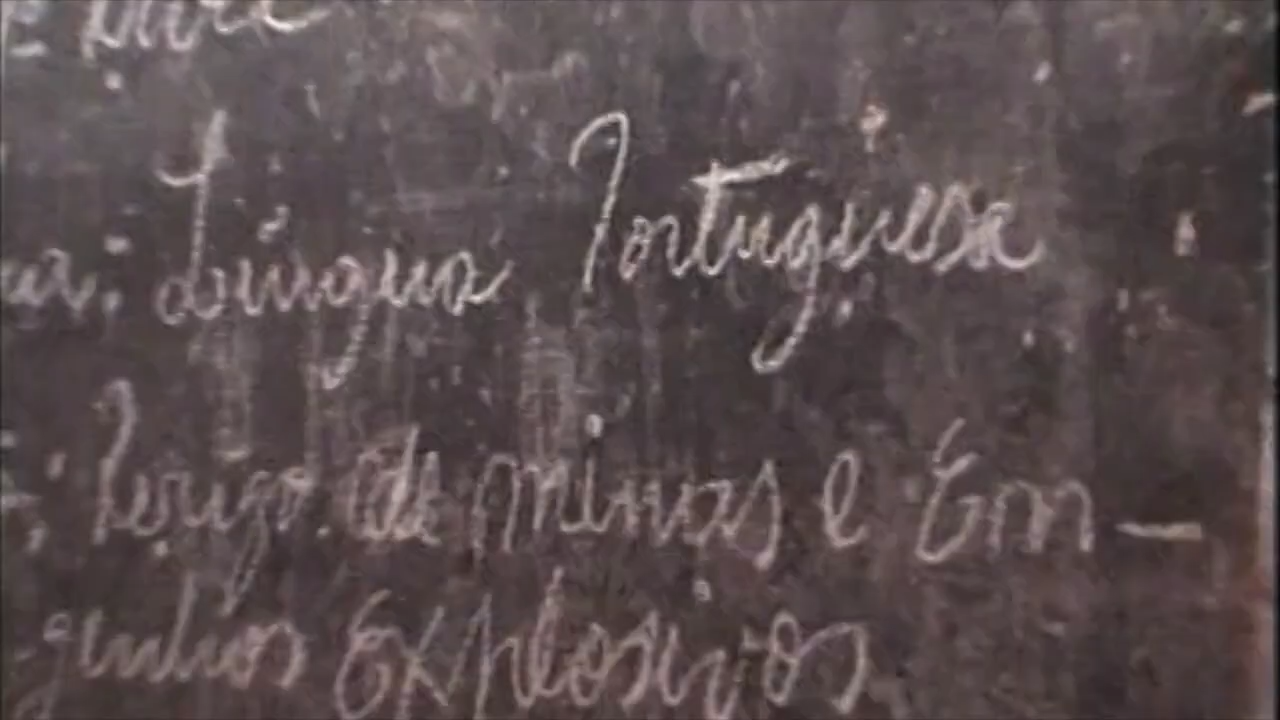 Língua Portuguesa
Perigo de minas e Em-
genhos Explosivos